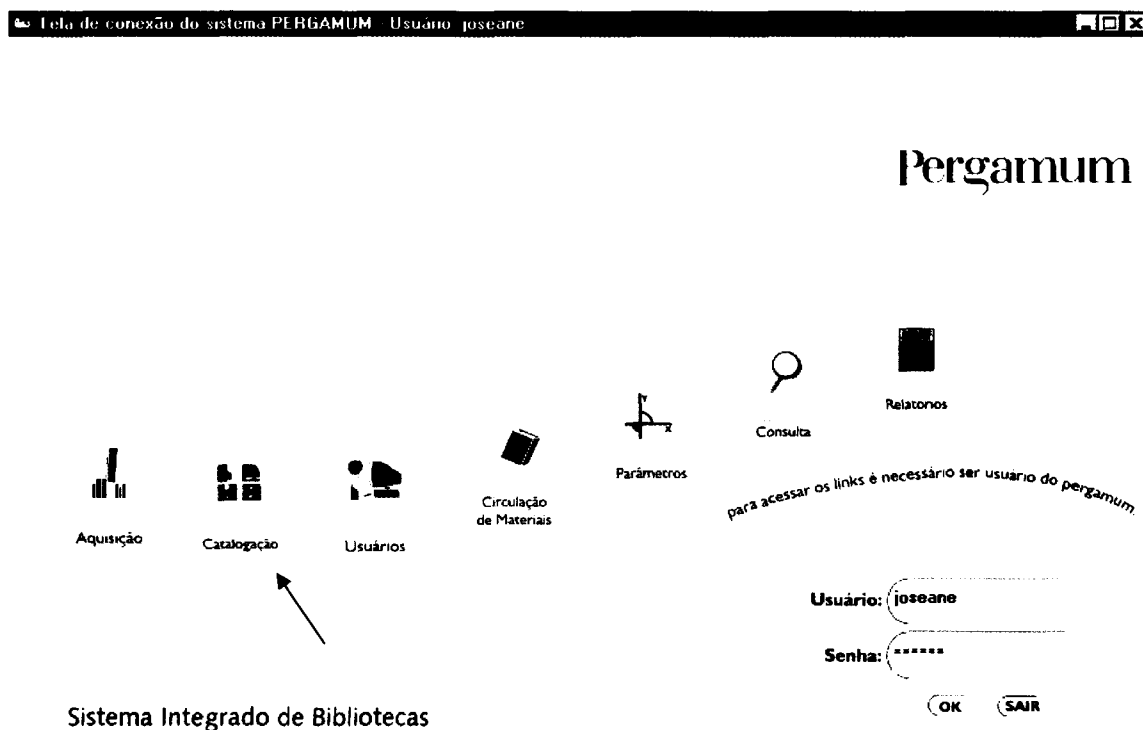 Tela de conexão do sistema PERGAMUM - Usuário joseane
Pergamum
Relatorios
Consulta
Parâmetros
Circulação
de Materiais
Aquisição
Catalogação
Usuários
Y
X
para acessar os links é necessário ser usuário do pergamum
Usuário: joseane
Senha: ******
OK SAIR
Sistema Integrado de Bibliotecas